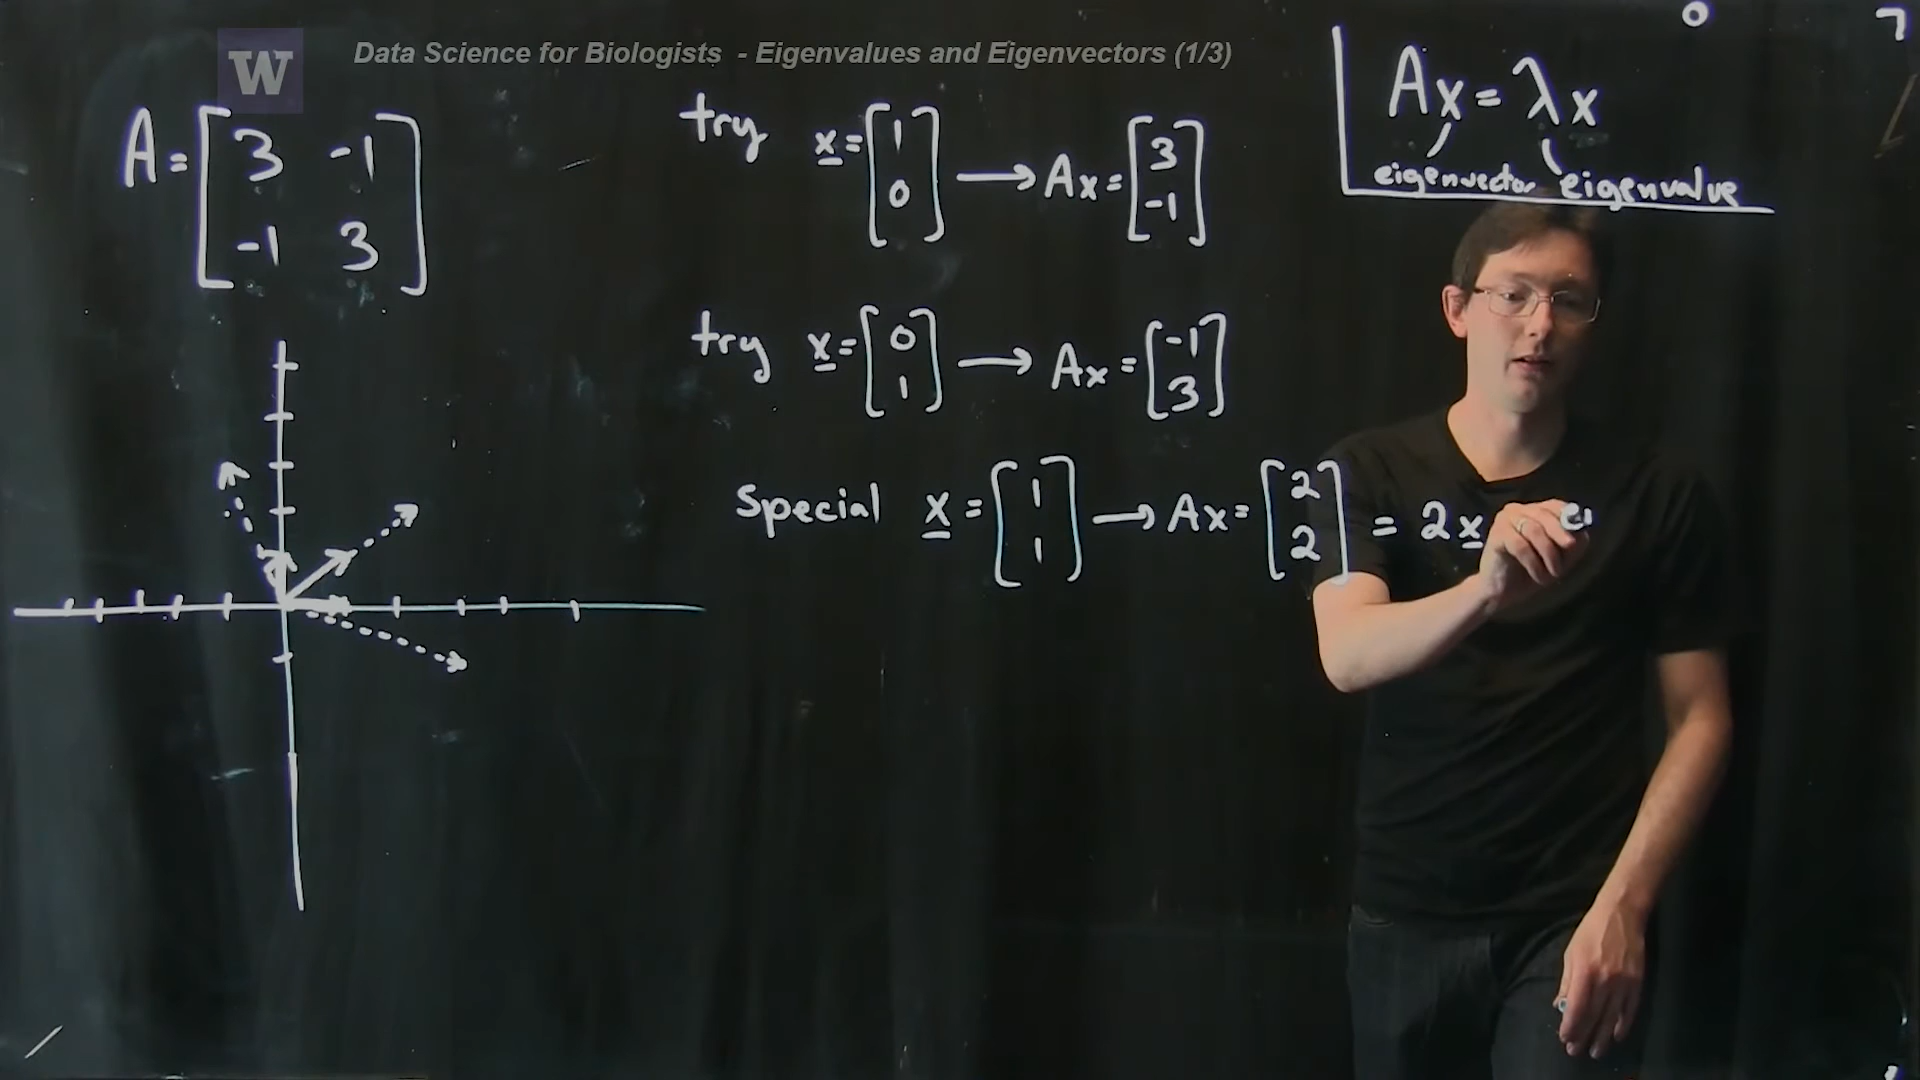 W
Data Science for Biologists - Eigenvalues and Eigenvectors (1/3)
A = [3 -1
-1 3]
try x = [1 0] → Ax = [3 -1]
try x = [0 1] → Ax = [-1 3]
special x = [1 1] → Ax = [2 2] = 2x
Ax = λx
eigenvector eigenvalue